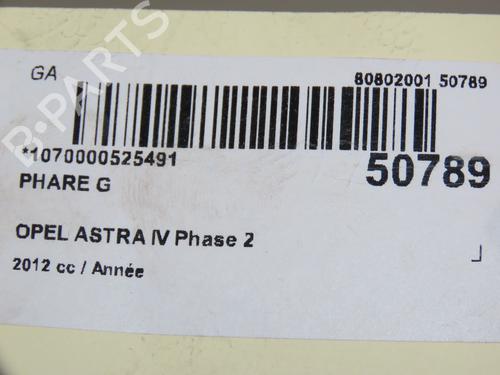 GA
80802001 50789
*1070000525491
50789
PHARE G
OPEL ASTRA IV Phase 2
2012 cc / Année
B-PARTS